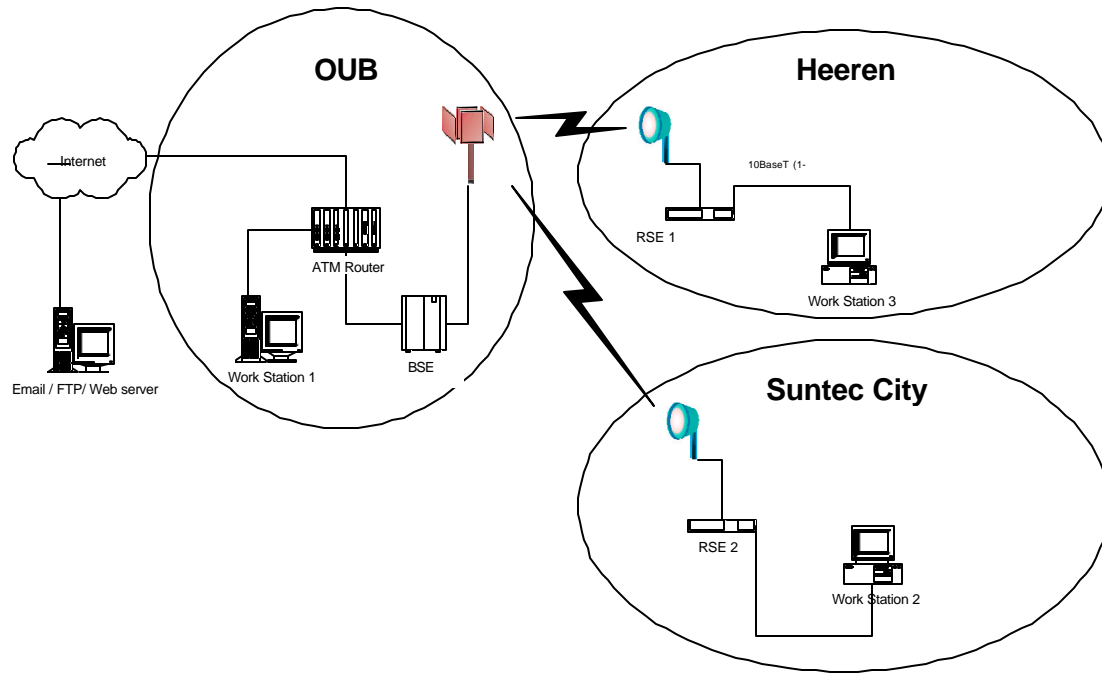 OUB
Heeren
Internet
10BaseT (1-
RSE 1
ATM Router
Work Station 3
Work Station 1
BSE
Email / FTP/ Web server
Suntec City
RSE 2
Work Station 2